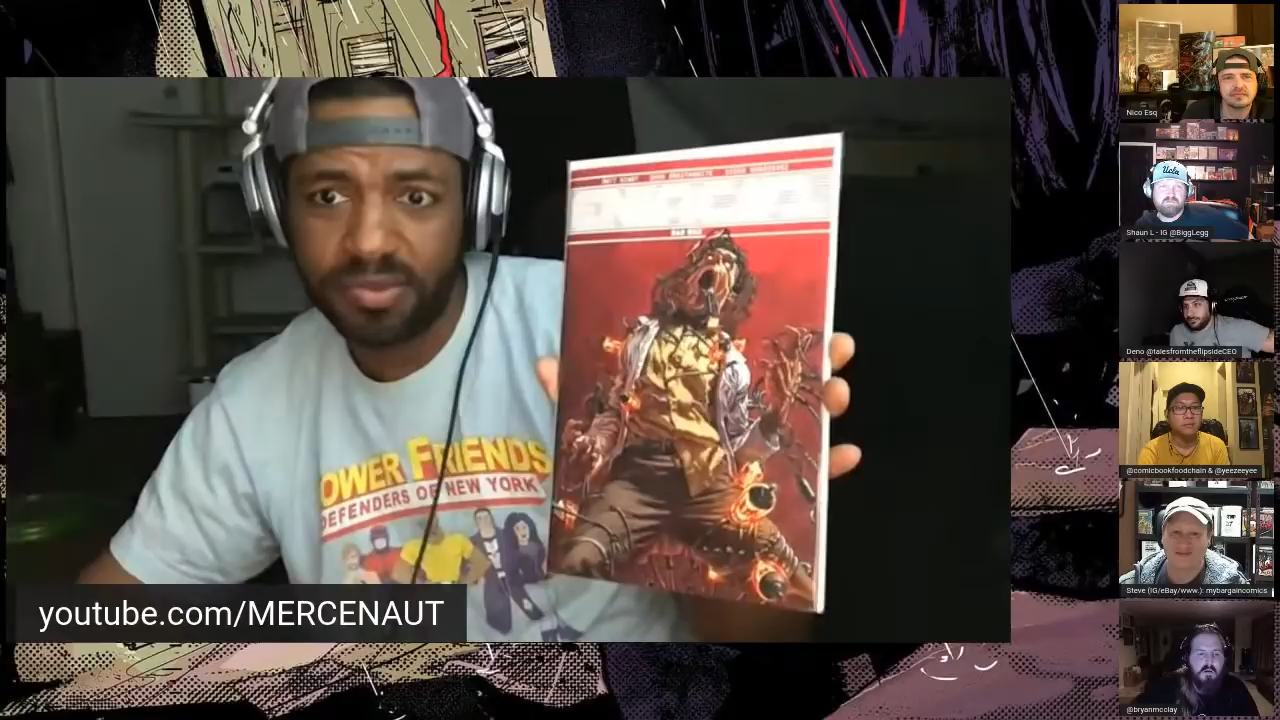 Nico Esq
Shaun L - IG @BiggLegg
Deno @talesfromtheflipsideCEO
@comicbookfoodchain & @yeezeeyee
Steve (IG/eBay/www.): mybargaincomics
@bryanmcclay
OWER FRIENDS
DEFENDERS OF NEW YORK
youtube.com/MERCENAUT